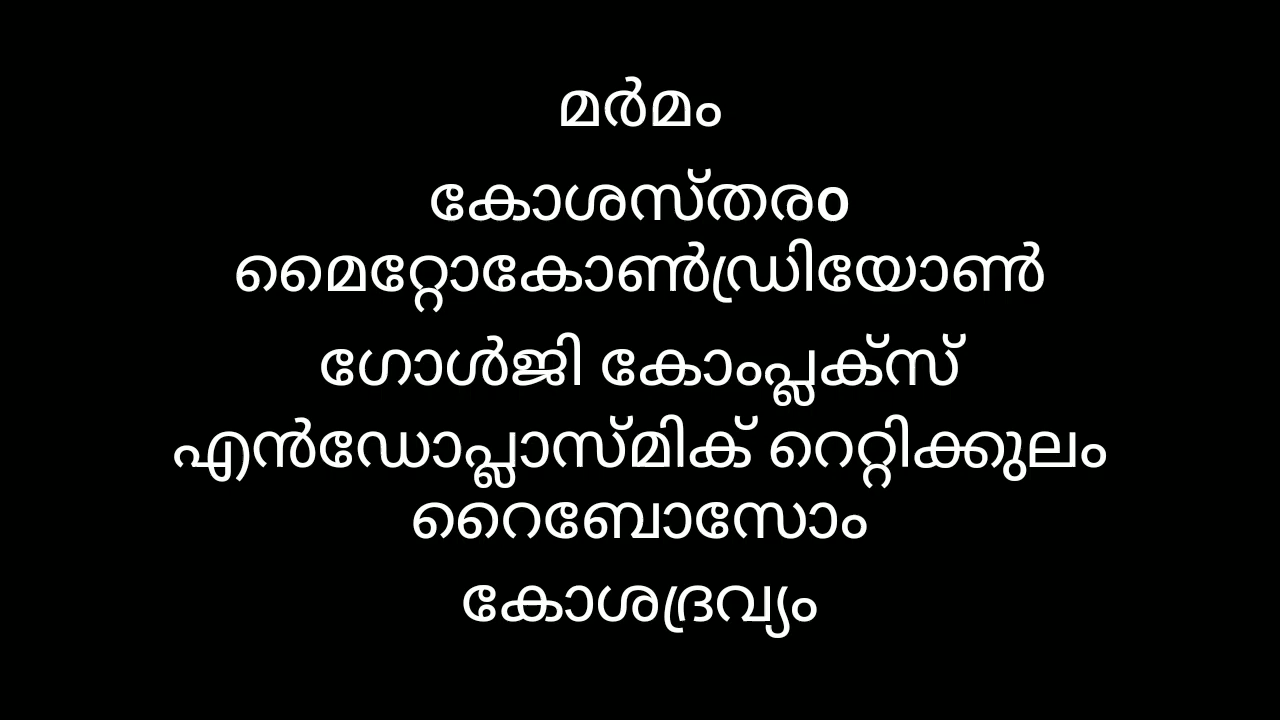 മർമം
കോശസ്തരം
മൈറ്റോകോൺഡ്രിയോൺ
ഗോൾജി കോംപ്ലക്സ്
എൻഡോപ്ലാസ്മിക് റെറ്റിക്കുലം
റൈബോസോം
കോശദ്രവ്യം